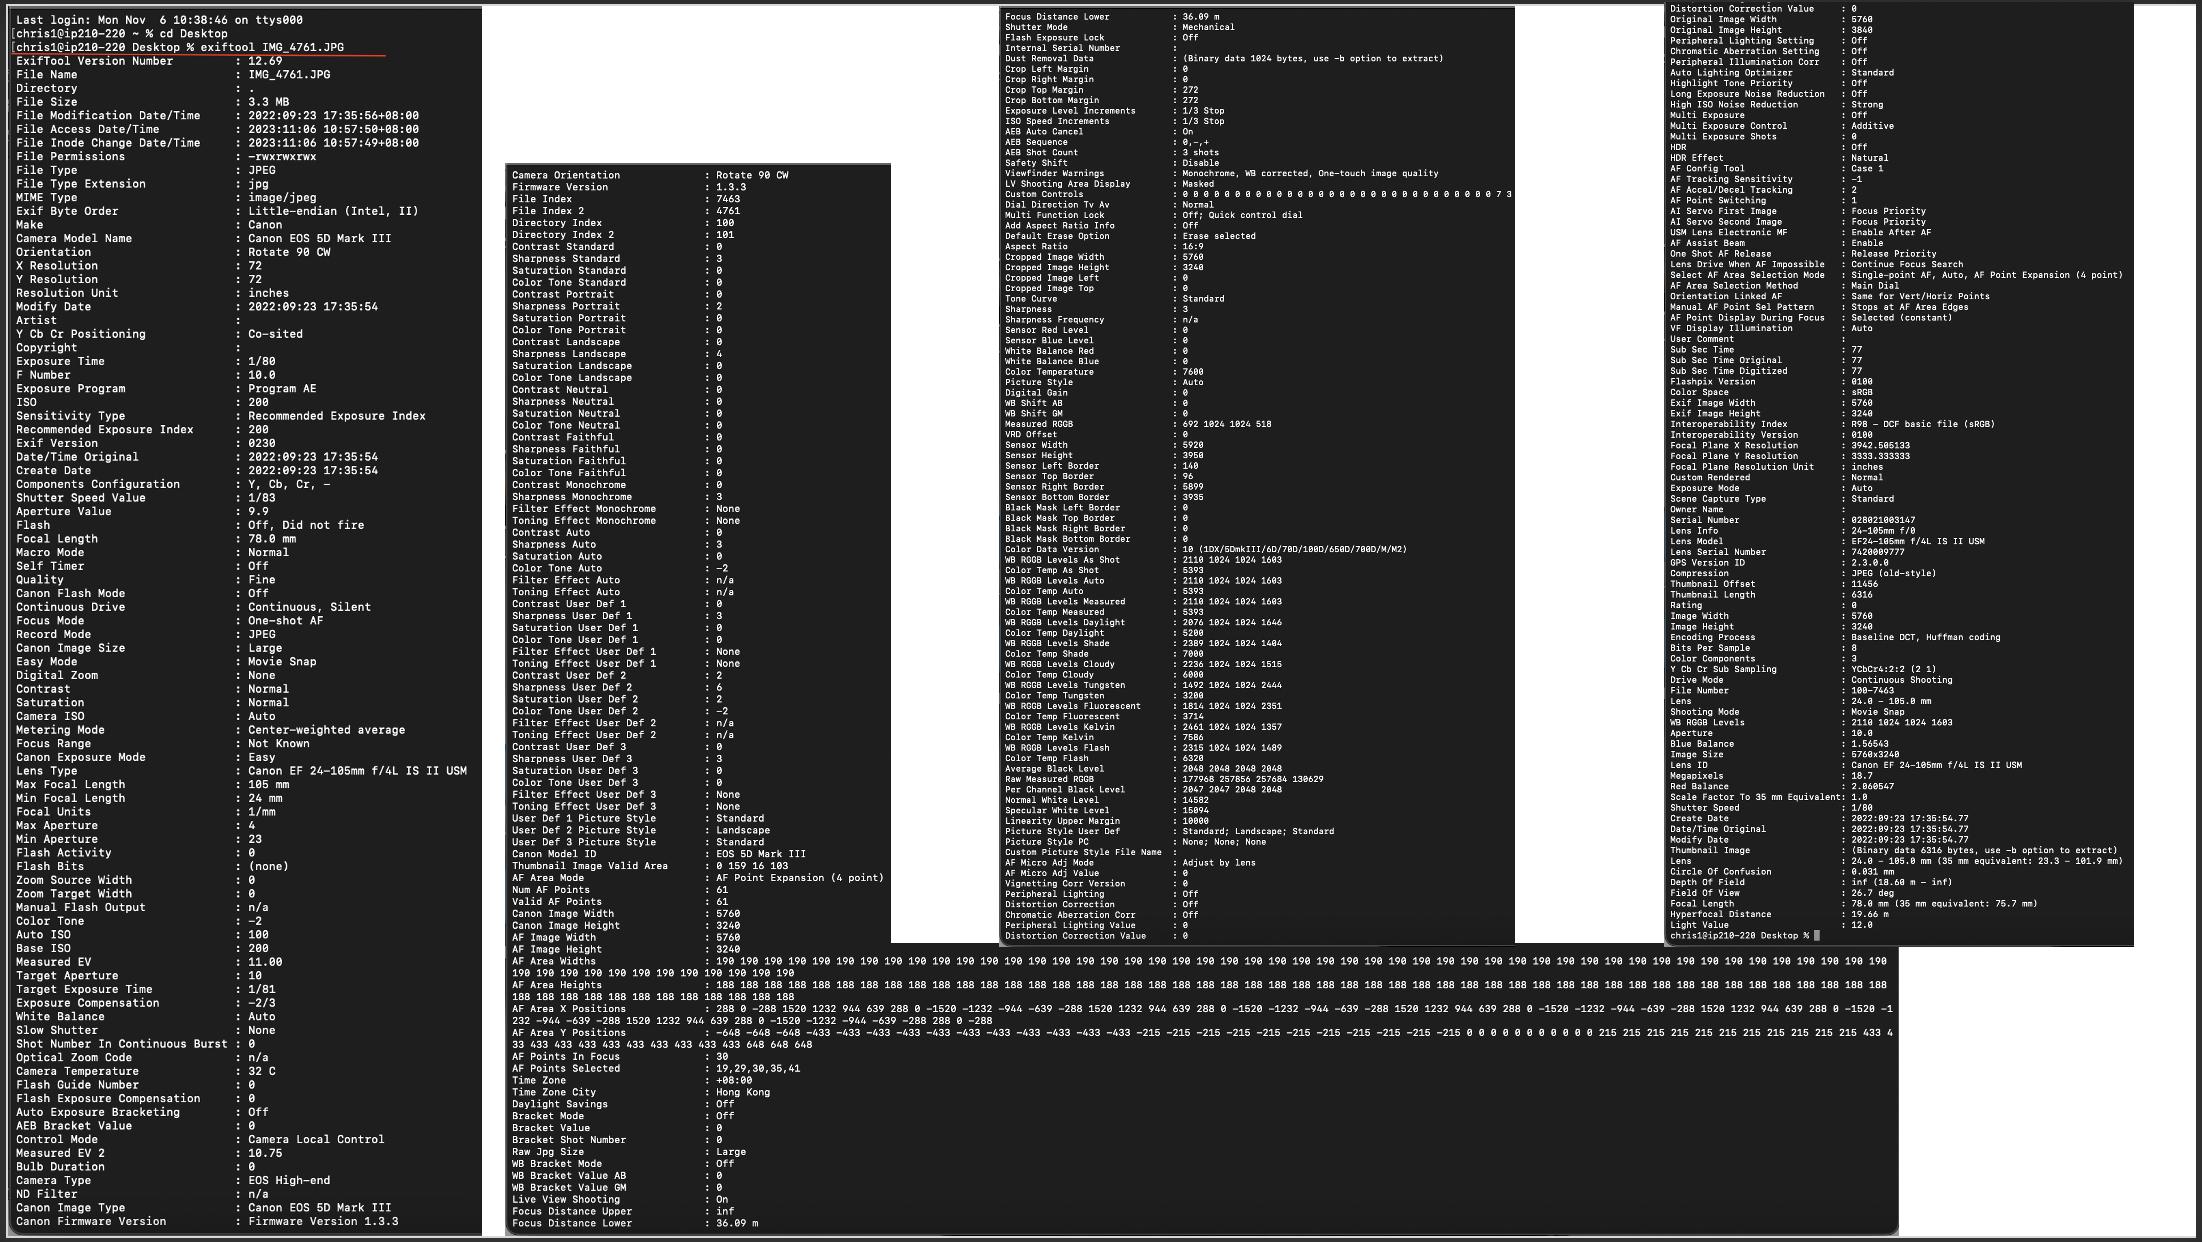 Last login: Mon Nov  6 10:38:46 on ttys000
[chris1@ip210-220 ~ % cd Desktop
[chris1@ip210-220 Desktop % exiftool IMG_4761.JPG
ExifTool Version Number : 12.69
File Name : IMG_4761.JPG
Directory : .
File Size : 3.3 MB
File Modification Date/Time : 2022:09:23 17:35:56+08:00
File Access Date/Time : 2023:11:06 10:57:50+08:00
File Inode Change Date/Time : 2023:11:06 10:57:49+08:00
File Permissions : -rwxrwxrwx
File Type : JPEG
File Type Extension : jpg
MIME Type : image/jpeg
Exif Byte Order : Little-endian (Intel, II)
Make : Canon
Camera Model Name : Canon EOS 5D Mark III
Orientation : Rotate 90 CW
X Resolution : 72
Y Resolution : 72
Resolution Unit : inches
Modify Date : 2022:09:23 17:35:54
Artist :
Y Cb Cr Positioning : Co-sited
Copyright :
Exposure Time : 1/80
F Number : 10.0
Exposure Program : Program AE
ISO : 200
Sensitivity Type : Recommended Exposure Index
Recommended Exposure Index : 200
Exif Version : 0230
Date/Time Original : 2022:09:23 17:35:54
Create Date : 2022:09:23 17:35:54
Components Configuration : Y, Cb, Cr, -
Shutter Speed Value : 1/83
Aperture Value : 9.9
Flash : Off, Did not fire
Focal Length : 78.0 mm
Macro Mode : Normal
Self Timer : Off
Quality : Fine
Canon Flash Mode : Off
Continuous Drive : Continuous, Silent
Focus Mode : One-shot AF
Record Mode : JPEG
Canon Image Size : Large
Easy Mode : Movie Snap
Digital Zoom : None
Contrast : Normal
Saturation : Normal
Camera ISO : Auto
Metering Mode : Center-weighted average
Focus Range : Not Known
Canon Exposure Mode : Easy
Lens Type : Canon EF 24-105mm f/4L IS II USM
Max Focal Length : 105 mm
Min Focal Length : 24 mm
Focal Units : 1/mm
Max Aperture : 4
Min Aperture : 23
Flash Activity : 0
Flash Bits : (none)
Zoom Source Width : 0
Zoom Target Width : 0
Manual Flash Output : n/a
Color Tone : -2
Auto ISO : 100
Base ISO : 200
Measured EV : 11.00
Target Aperture : 10
Target Exposure Time : 1/81
Exposure Compensation : -2/3
White Balance : Auto
Slow Shutter : None
Shot Number In Continuous Burst : 0
Optical Zoom Code : n/a
Camera Temperature : 32 C
Flash Guide Number : 0
Flash Exposure Compensation : 0
Auto Exposure Bracketing : Off
AEB Bracket Value : 0
Control Mode : Camera Local Control
Measured EV 2 : 10.75
Bulb Duration : 0
Camera Type : EOS High-end
ND Filter : n/a
Canon Image Type : Canon EOS 5D Mark III
Canon Firmware Version : Firmware Version 1.3.3
Camera Orientation : Rotate 90 CW
Firmware Version : 1.3.3
File Index : 7463
File Index 2 : 4761
Directory Index : 100
Directory Index 2 : 101
Contrast Standard : 0
Sharpness Standard : 3
Saturation Standard : 0
Color Tone Standard : 0
Contrast Portrait : 0
Sharpness Portrait : 2
Saturation Portrait : 0
Color Tone Portrait : 0
Contrast Landscape : 0
Sharpness Landscape : 4
Saturation Landscape : 0
Color Tone Landscape : 0
Contrast Neutral : 0
Sharpness Neutral : 0
Saturation Neutral : 0
Color Tone Neutral : 0
Contrast Faithful : 0
Sharpness Faithful : 0
Saturation Faithful : 0
Color Tone Faithful : 0
Contrast Monochrome : 0
Sharpness Monochrome : 3
Filter Effect Monochrome : None
Toning Effect Monochrome : None
Contrast Auto : 0
Sharpness Auto : 3
Saturation Auto : 0
Color Tone Auto : -2
Filter Effect Auto : n/a
Toning Effect Auto : n/a
Contrast User Def 1 : 0
Sharpness User Def 1 : 3
Saturation User Def 1 : 0
Color Tone User Def 1 : 0
Filter Effect User Def 1 : None
Toning Effect User Def 1 : None
Contrast User Def 2 : 2
Sharpness User Def 2 : 6
Saturation User Def 2 : 2
Color Tone User Def 2 : -2
Filter Effect User Def 2 : n/a
Toning Effect User Def 2 : n/a
Contrast User Def 3 : 0
Sharpness User Def 3 : 3
Saturation User Def 3 : 0
Color Tone User Def 3 : 0
Filter Effect User Def 3 : None
Toning Effect User Def 3 : None
User Def 1 Picture Style : Standard
User Def 2 Picture Style : Landscape
User Def 3 Picture Style : Standard
Canon Model ID : EOS 5D Mark III
Thumbnail Image Valid Area : 0 159 16 103
AF Area Mode : AF Point Expansion (4 point)
Num AF Points : 61
Valid AF Points : 61
Canon Image Width : 5760
Canon Image Height : 3240
AF Image Width : 5760
AF Image Height : 3240
AF Area Widths : 190 190 190 190 190 190 190 190 190 190 190 190 190 190 190 190 190 190 190 190 190 190 190 190 190 190 190 190 190 190 190 190 190 190 190 190 190 190 190 190 190 190 190 190 190 190 190 190 190
190 190 190 190 190 190 190 190 190 190 190 190
AF Area Heights : 188 188 188 188 188 188 188 188 188 188 188 188 188 188 188 188 188 188 188 188 188 188 188 188 188 188 188 188 188 188 188 188 188 188 188 188 188 188 188 188 188 188 188 188 188 188 188 188 188
188 188 188 188 188 188 188 188 188 188 188 188
AF Area X Positions : 288 0 -288 1520 1232 944 639 288 0 -1520 -1232 -944 -639 -288 1520 1232 944 639 288 0 -1520 -1232 -944 -639 -288 1520 1232 944 639 288 0 -1520 -1232 -944 -639 -288 1520 1232 944 639 288 0 -1520 -1
232 -944 -639 -288 1520 1232 944 639 288 0 -1520 -1232 -944 -639 -288 288 0 -288
AF Area Y Positions : -648 -648 -648 -433 -433 -433 -433 -433 -433 -433 -433 -433 -433 -433 -215 -215 -215 -215 -215 -215 -215 -215 -215 -215 -215 0 0 0 0 0 0 0 0 0 0 0 215 215 215 215 215 215 215 215 215 215 215 433 4
33 433 433 433 433 433 433 433 433 433 648 648 648
AF Points In Focus : 30
AF Points Selected : 19,29,30,35,41
Time Zone : +08:00
Time Zone City : Hong Kong
Daylight Savings : Off
Bracket Mode : Off
Bracket Value : 0
Bracket Shot Number : 0
Raw Jpg Size : Large
WB Bracket Mode : Off
WB Bracket Value AB : 0
WB Bracket Value GM : 0
Live View Shooting : On
Focus Distance Upper : inf
Focus Distance Lower : 36.09 m
Focus Distance Lower : 36.09 m
Shutter Mode : Mechanical
Flash Exposure Lock : Off
Internal Serial Number :
Dust Removal Data : (Binary data 1024 bytes, use -b option to extract)
Crop Left Margin : 0
Crop Right Margin : 0
Crop Top Margin : 272
Crop Bottom Margin : 272
Exposure Level Increments : 1/3 Stop
ISO Speed Increments : 1/3 Stop
AEB Auto Cancel : On
AEB Sequence : 0,-,+
AEB Shot Count : 3 shots
Safety Shift : Disable
Viewfinder Warnings : Monochrome, WB corrected, One-touch image quality
LV Shooting Area Display : Masked
Custom Controls : 0 0 0 0 0 0 0 0 0 0 0 0 0 0 0 0 0 0 0 0 0 0 0 0 0 7 3
Dial Direction Tv Av : Normal
Multi Function Lock : Off; Quick control dial
Add Aspect Ratio Info : Off
Default Erase Option : Erase selected
Aspect Ratio : 16:9
Cropped Image Width : 5760
Cropped Image Height : 3240
Cropped Image Left : 0
Cropped Image Top : 0
Tone Curve : Standard
Sharpness : 3
Sharpness Frequency : n/a
Sensor Red Level : 0
Sensor Blue Level : 0
White Balance Red : 0
White Balance Blue : 0
Color Temperature : 7600
Picture Style : Auto
Digital Gain : 0
WB Shift AB : 0
WB Shift GM : 0
Measured RGGB : 692 1024 1024 518
VRD Offset : 0
Sensor Width : 5920
Sensor Height : 3950
Sensor Left Border : 140
Sensor Top Border : 96
Sensor Right Border : 5899
Sensor Bottom Border : 3935
Black Mask Left Border : 0
Black Mask Top Border : 0
Black Mask Right Border : 0
Black Mask Bottom Border : 0
Color Data Version : 10 (1DX/5DmkIII/6D/70D/100D/650D/700D/M/M2)
WB RGGB Levels As Shot : 2110 1024 1024 1603
Color Temp As Shot : 5393
WB RGGB Levels Auto : 2110 1024 1024 1603
Color Temp Auto : 5393
WB RGGB Levels Measured : 2110 1024 1024 1603
Color Temp Measured : 5393
WB RGGB Levels Daylight : 2076 1024 1024 1646
Color Temp Daylight : 5200
WB RGGB Levels Shade : 2389 1024 1024 1404
Color Temp Shade : 7000
WB RGGB Levels Cloudy : 2236 1024 1024 1515
Color Temp Cloudy : 6000
WB RGGB Levels Tungsten : 1492 1024 1024 2444
Color Temp Tungsten : 3200
WB RGGB Levels Fluorescent : 1814 1024 1024 2351
Color Temp Fluorescent : 3714
WB RGGB Levels Kelvin : 2461 1024 1024 1357
Color Temp Kelvin : 7586
WB RGGB Levels Flash : 2315 1024 1024 1489
Color Temp Flash : 6320
Average Black Level : 2048 2048 2048 2048
Raw Measured RGGB : 177968 257856 257684 130629
Per Channel Black Level : 2047 2047 2048 2048
Normal White Level : 14582
Specular White Level : 15094
Linearity Upper Margin : 10000
Picture Style User Def : Standard; Landscape; Standard
Picture Style PC : None; None; None
Custom Picture Style File Name :
AF Micro Adj Mode : Adjust by lens
AF Micro Adj Value : 0
Vignetting Corr Version : 0
Peripheral Lighting : Off
Distortion Correction : Off
Chromatic Aberration Corr : Off
Peripheral Lighting Value : 0
Distortion Correction Value : 0
Distortion Correction Value : 0
Original Image Width : 5760
Original Image Height : 3840
Peripheral Lighting Setting : Off
Chromatic Aberration Setting : Off
Peripheral Illumination Corr : Off
Auto Lighting Optimizer : Standard
Highlight Tone Priority : Off
Long Exposure Noise Reduction : Off
High ISO Noise Reduction : Strong
Multi Exposure : Off
Multi Exposure Control : Additive
Multi Exposure Shots : 0
HDR : Off
HDR Effect : Natural
AF Config Tool : Case 1
AF Tracking Sensitivity : -1
AF Accel/Decel Tracking : 2
AF Point Switching : 1
AI Servo First Image : Focus Priority
AI Servo Second Image : Focus Priority
USM Lens Electronic MF : Enable After AF
AF Assist Beam : Enable
One Shot AF Release : Release Priority
Lens Drive When AF Impossible : Continue Focus Search
Select AF Area Selection Mode : Single-point AF, Auto, AF Point Expansion (4 point)
AF Area Selection Method : Main Dial
Orientation Linked AF : Same for Vert/Horiz Points
Manual AF Point Sel Pattern : Stops at AF Area Edges
AF Point Display During Focus : Selected (constant)
VF Display Illumination : Auto
User Comment :
Sub Sec Time : 77
Sub Sec Time Original : 77
Sub Sec Time Digitized : 77
Flashpix Version : 0100
Color Space : sRGB
Exif Image Width : 5760
Exif Image Height : 3240
Interoperability Index : R98 - DCF basic file (sRGB)
Interoperability Version : 0100
Focal Plane X Resolution : 3942.505133
Focal Plane Y Resolution : 3333.333333
Focal Plane Resolution Unit : inches
Custom Rendered : Normal
Exposure Mode : Auto
Scene Capture Type : Standard
Owner Name :
Serial Number : 028021003147
Lens Info : 24-105mm f/0
Lens Model : EF24-105mm f/4L IS II USM
Lens Serial Number : 7420009777
GPS Version ID : 2.3.0.0
Compression : JPEG (old-style)
Thumbnail Offset : 11456
Thumbnail Length : 6316
Rating : 0
Image Width : 5760
Image Height : 3240
Encoding Process : Baseline DCT, Huffman coding
Bits Per Sample : 8
Color Components : 3
Y Cb Cr Sub Sampling : YCbCr4:2:2 (2 1)
Drive Mode : Continuous Shooting
File Number : 100-7463
Lens : 24.0 - 105.0 mm
Shooting Mode : Movie Snap
WB RGGB Levels : 2110 1024 1024 1603
Aperture : 10.0
Blue Balance : 1.56543
Image Size : 5760x3240
Lens ID : Canon EF 24-105mm f/4L IS II USM
Megapixels : 18.7
Red Balance : 2.060547
Scale Factor To 35 mm Equivalent: 1.0
Shutter Speed : 1/80
Create Date : 2022:09:23 17:35:54.77
Date/Time Original : 2022:09:23 17:35:54.77
Modify Date : 2022:09:23 17:35:54.77
Thumbnail Image : (Binary data 6316 bytes, use -b option to extract)
Lens : 24.0 - 105.0 mm (35 mm equivalent: 23.3 - 101.9 mm)
Circle Of Confusion : 0.031 mm
Depth Of Field : inf (18.60 m - inf)
Field Of View : 26.7 deg
Focal Length : 78.0 mm (35 mm equivalent: 75.7 mm)
Hyperfocal Distance : 19.66 m
Light Value : 12.0
chris1@ip210-220 Desktop %